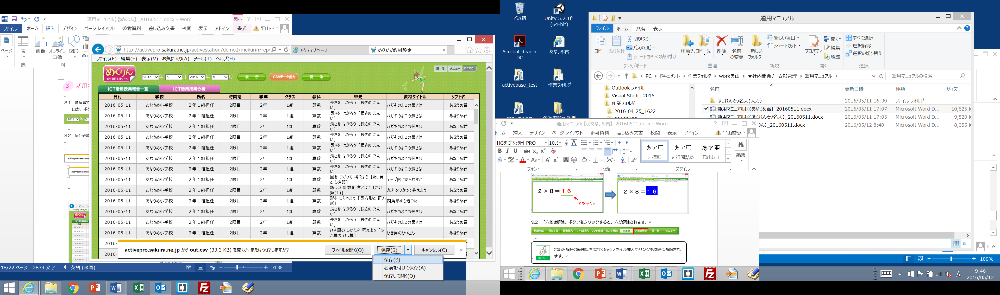 運用マニュアル【③めくりん】_20160511.docx - Word
ファイル ホーム 挿入 デザイン ページ レイアウト 参考資料 差し込み文書 校閲 表示 アドイン 書式 平山…
ページ 表 画像 オンライン画像 図形
表 図
3 活用
3.1 管理者で
出力」ボタ
3.2 保存確認
activepro.sakura.ne
activepro.sakura
18/22 ページ 2839 文字 英語 (米国) 70%
http://activepro.sakura.ne.jp/activestation/demo1/mekurin/rep
アクティブベース
めくりん/教材設定
ファイル(F) 編集(E) 表示(V) お気に入り(A) ツール(T) ヘルプ(H)
めくりん
教材選択支援ツール
2015 年 5 月 2016 年 5 月 表 示 CSVデータ出力 戻 る
戻 る メニュー ログアウト
ICT活用授業報告一覧 ICT活用授業分析
日付 学校 氏名 時間割 学年 クラス 教科 単元 教材タイトル ソフト名
2016-05-11 あなうめ小学校 2年1組担任 2限目 2年 1組 算数 長さを はかろう［長さの たんい］ ハガキのよこの長さは あなうめ君
2016-05-11 あなうめ小学校 2年1組担任 2限目 2年 1組 算数 長さを はかろう［長さの たんい］ ハガキのよこの長さは あなうめ君
2016-05-11 あなうめ小学校 2年1組担任 2限目 2年 1組 算数 長さを はかろう［長さの たんい］ ハガキのよこの長さは あなうめ君
2016-05-11 あなうめ小学校 2年1組担任 2限目 2年 1組 算数 長さを はかろう［長さの たんい］ ハガキのよこの長さは あなうめ君
2016-05-11 あなうめ小学校 2年1組担任 2限目 2年 1組 算数 長さを はかろう［長さの たんい］ ハガキのよこの長さは あなうめ君
2016-05-11 あなうめ小学校 2年1組担任 2限目 2年 1組 算数 長さを はかろう［長さの たんい］ ハガキのよこの長さは あなうめ君
2016-05-11 あなうめ小学校 2年1組担任 2限目 2年 1組 算数 長さを はかろう［長さの たんい］ ハガキのよこの長さは あなうめ君
2016-05-11 あなうめ小学校 2年1組担任 2限目 2年 1組 算数 図を つかって 考えよう［たし算と ひき算］ テープ図にあらわすと あなうめ君
2016-05-11 あなうめ小学校 2年1組担任 2限目 2年 1組 算数 新しい 計算を 考えよう［かけ算(1)］ 九九をつかって数えよう あなうめ君
2016-05-11 あなうめ小学校 2年1組担任 2限目 2年 1組 算数 形を しらべよう［長方形と 正方形］ 四角形のひきつめ あなうめ君
2016-05-11 あなうめ小学校 2年1組担任 2限目 2年 1組 算数 長さを はかろう［長さの たんい］ ハガキのよこの長さは あなうめ君
2016-05-11 あなうめ小学校 2年1組担任 2限目 2年 1組 算数 長さを はかろう［長さの たんい］ ハガキのよこの長さは あなうめ君
2016-05-11 あなうめ小学校 2年1組担任 2限目 2年 1組 算数 ひき算の しかたを 考えよう［ひき算の ひっ算］ ひき算のひっさん あなうめ君
2016-
2016-
activepro.sakura.ne.jp から out.csv (33.3 KB) を開くか、または保存しますか? ファイルを開く(O) 保存(S) キャンセル(C)
保存(S)
名前を付けて保存(A)
保存して開く(O)
ごみ箱
Unity 5.2.1f1 (64-bit)
Acrobat Reader DC
あなうめ君
activebase_test
作業フォルダ
anaumekun
年次更新作業用
運用マニュアル
ファイル ホーム 共有 表示
コピー 貼り付け 切り取り パスのコピー ショートカットの貼り付け
移動先 コピー先 削除 名前の変更
新しいフォルダー 新しい項目 ショートカット
プロパティ 開く 編集 履歴
すべて選択 選択解除 選択の切り替え
クリップボード 整理 新規 開く 選択
PC ドキュメント 作業フォルダ work奥山 ★社内開発チームPJ管理 運用マニュアル 運用マニュアルの検索
Outlook ファイル
Visual Studio 2015
作業フォルダ
2016-04-25_1622
名前 更新日時 種類 サイズ
ほうれんそう名人(入力) 2016/05/11 16:39 ファイル フォルダー
運用マニュアル【①あなうめ君】_20160511.docx 2016/05/11 17:07 Microsoft Word D... 10,625 K
運用マニュアル【②ほうれんそう名人】_20160511.docx 2016/05/11 17:05 Microsoft Word D... 9,820 K
ん】_20160511.docx 2016/05/12 8:40 Microsoft Word D... 8,055 K
運用マニュアル【①あなうめ君】_20160511.docx - Word
ホーム 挿入 デザイン ページ レイアウト 参考資料 差し込み文書 校閲 表示 アドイン 平山喬恵
HG丸ｺﾞｼｯｸM-PRO 10.5
あア亜 標準
あア亜 行間詰め
あア亜 見出し 1
編集
フォント 段落 スタイル
2×8＝16
ドラッグ
2×8＝16
9.2 「穴あき解除」ボタンをクリックすると、穴が解除されます。
新規作成 保存する 画像挿入 ファイル挿入 リンク作成 リンク解除 穴あき 穴あき解除 印 刷 メニュー
ポイント
穴あき解除の範囲に含まれているファイル挿入やリンクも同時に解除されます。
100%
9:46
2016/05/12